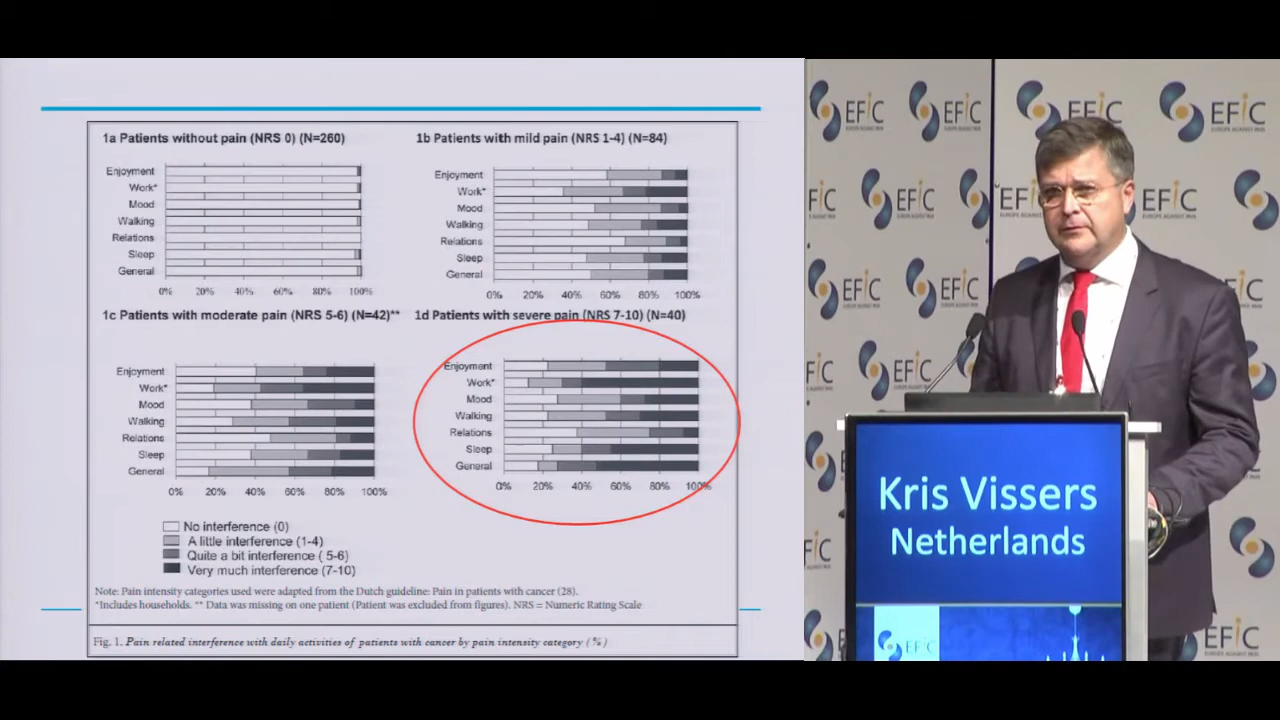 1a Patients without pain (NRS 0) (N=260)
Enjoyment
Work*
Mood
Walking
Relations
Sleep
General
0% 20% 40% 60% 80% 100%
1b Patients with mild pain (NRS 1-4) (N=84)
Enjoyment
Work*
Mood
Walking
Relations
Sleep
General
0% 20% 40% 60% 80% 100%
1c Patients with moderate pain (NRS 5-6) (N=42)**
Enjoyment
Work*
Mood
Walking
Relations
Sleep
General
0% 20% 40% 60% 80% 100%
1d Patients with severe pain (NRS 7-10) (N=40)
Enjoyment
Work*
Mood
Walking
Relations
Sleep
General
0% 20% 40% 60% 80% 100%
No interference (0)
A little interference (1-4)
Quite a bit interference ( 5-6)
Very much interference (7-10)
Note: Pain intensity categories used were adapted from the Dutch guideline: Pain in patients with cancer (28).
*Includes households. ** Data was missing on one patient (Patient was excluded from figures). NRS = Numeric Rating Scale
Fig. 1. Pain related interference with daily activities of patients with cancer by pain intensity category (%)
EFiC
EUROPE AGAINST PAIN
Kris Vissers
Netherlands
EFiC